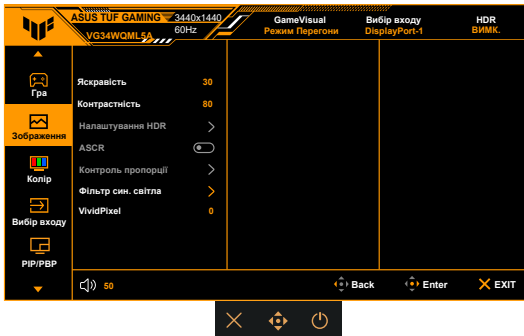 ASUS TUF GAMING 3440x1440
VG34WQML5A 60Hz
GameVisual
Режим Перегони
Вибір входу
DisplayPort-1
HDR
ВИМК.
Гра
Зображення
Колір
Вибір входу
PIP/PBP
Яскравість 30
Контрастність 80
Налаштування HDR
ASCR
Контроль пропорції
Фільтр син. світла
VividPixel 0
50
Back
Enter
EXIT